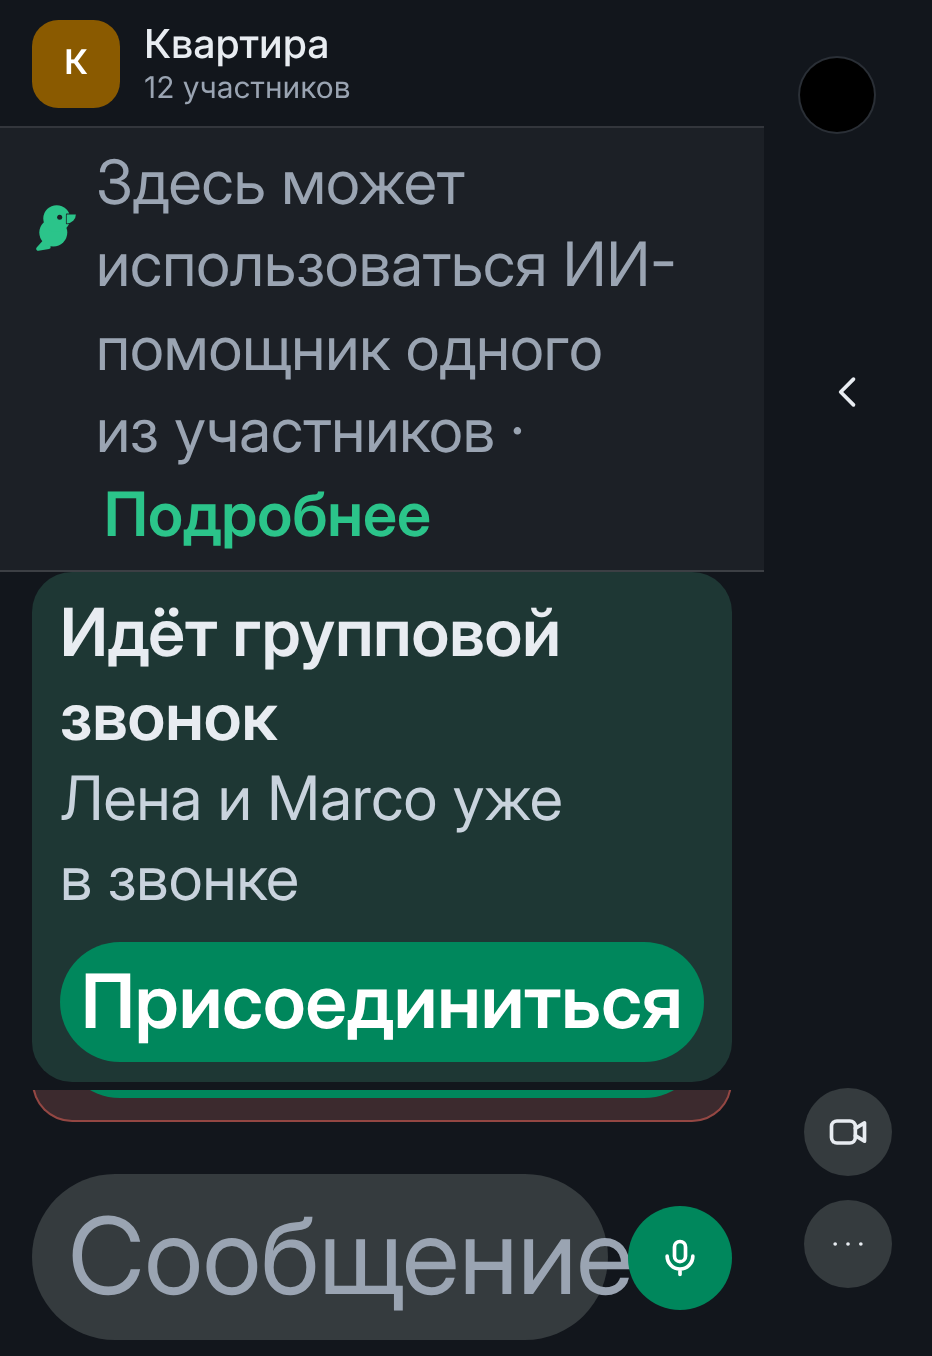 К
Квартира
12 участников
Здесь может
использоваться ИИ-
помощник одного
из участников ·
Подробнее
Идёт групповой
звонок
Лена и Marco уже
в звонке
Присоединиться
Сообщение